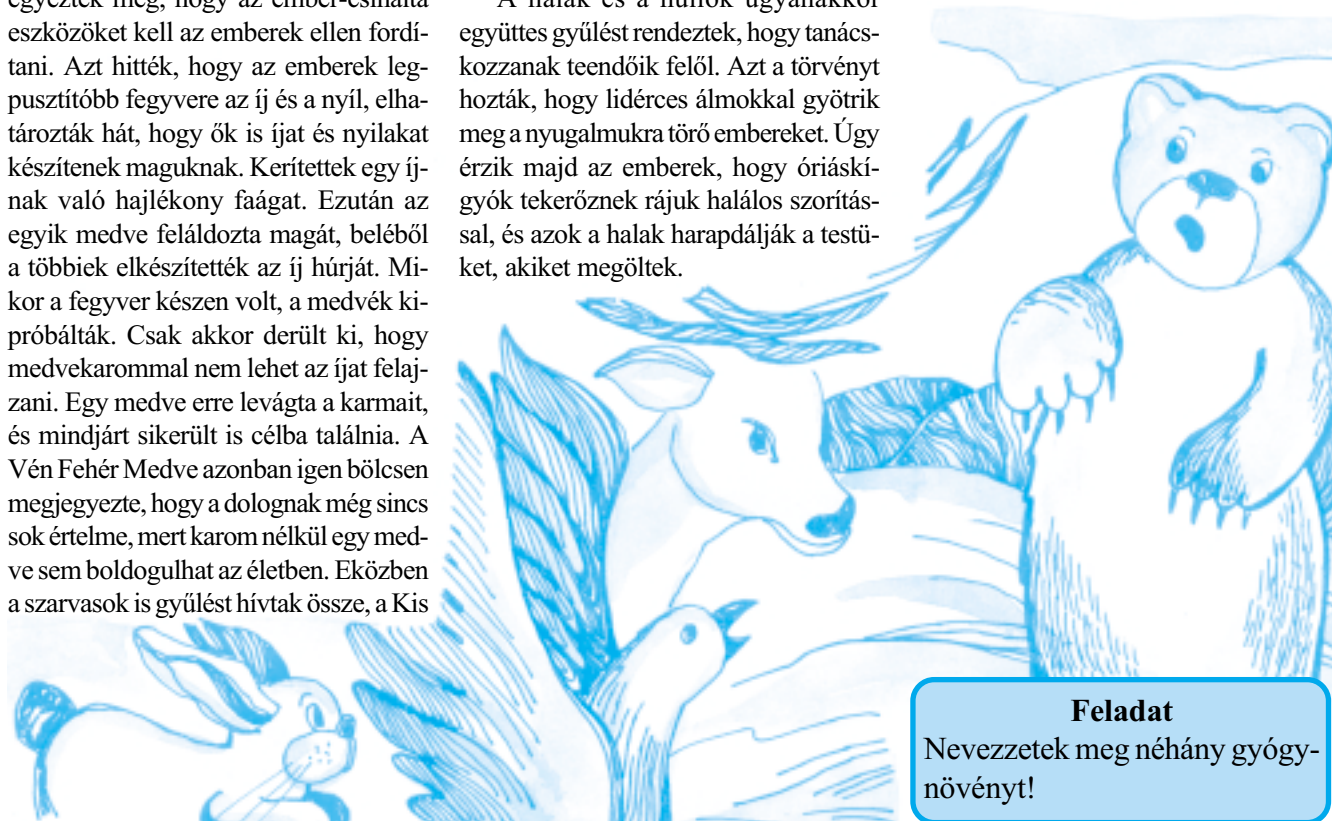 egyeztek meg, hogy az ember-csinálta
eszközöket kell az emberek ellen fordí-
tani. Azt hitték, hogy az emberek leg-
pusztítóbb fegyvere az íj és a nyíl, elha-
tározták hát, hogy ők is íjat és nyilakat
készítenek maguknak. Kerítettek egy íj-
nak való hajlékony faágat. Ezután az
egyik medve feláldozta magát, beléből
a többiek elkészítették az íj húrját. Mi-
kor a fegyver készen volt, a medvék ki-
próbálták. Csak akkor derült ki, hogy
medvekarommal nem lehet az íjat felaj-
zani. Egy medve erre levágta a karmait,
és mindjárt sikerült is célba találnia. A
Vén Fehér Medve azonban igen bölcsen
megjegyezte, hogy a dolognak még sincs
sok értelme, mert karom nélkül egy med-
ve sem boldogulhat az életben. Eközben
a szarvasok is gyűlést hívtak össze, a Kis
A halak és a hüllők ugyanakkor
együttes gyűlést rendeztek, hogy tanács-
kozzanak teendőik felől. Azt a törvényt
hozták, hogy lidérces álmokkal gyötrik
meg a nyugalmukra törő embereket. Úgy
érzik majd az emberek, hogy óriáskí-
gyók tekerőznek rájuk halálos szorítás-
sal, és azok a halak harapdálják a testü-
ket, akiket megöltek.
Feladat
Nevezzetek meg néhány gyógy-
növényt!